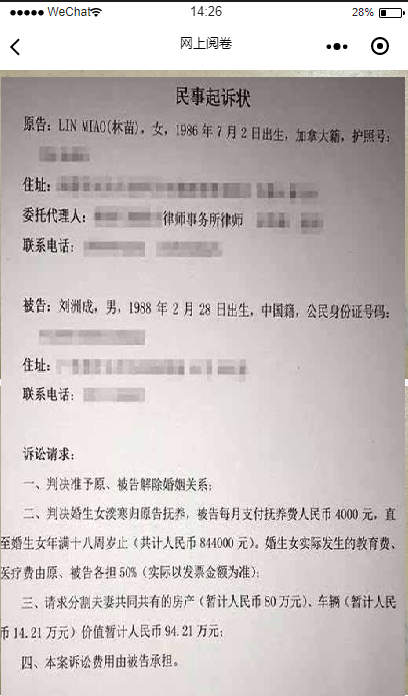 WeChat 14:26 28%
网上阅卷
民事起诉状
原告：LIN MIAO(林苗)，女，1986 年 7 月 2 日出生，加拿大籍，护照号：
住址：
委托代理人： 律师事务所律师
联系电话：
被告：刘洲成，男，1988 年 2 月 28 日出生，中国籍，公民身份证号码：
住址：
联系电话：
诉讼请求：
一、判决准予原、被告解除婚姻关系；
二、判决婚生女淡寒归原告抚养，被告每月支付抚养费人民币 4000 元，直
至婚生女年满十八周岁止（共计人民币 844000 元）。婚生女实际发生的教育费、
医疗费由原、被告各担 50%（实际以发票金额为准）；
三、请求分割夫妻共同共有的房产（暂计人民币 80 万元）、车辆（暂计人民
币 14.21 万元）价值暂计人民币 94.21 万元；
四、本案诉讼费用由被告承担。